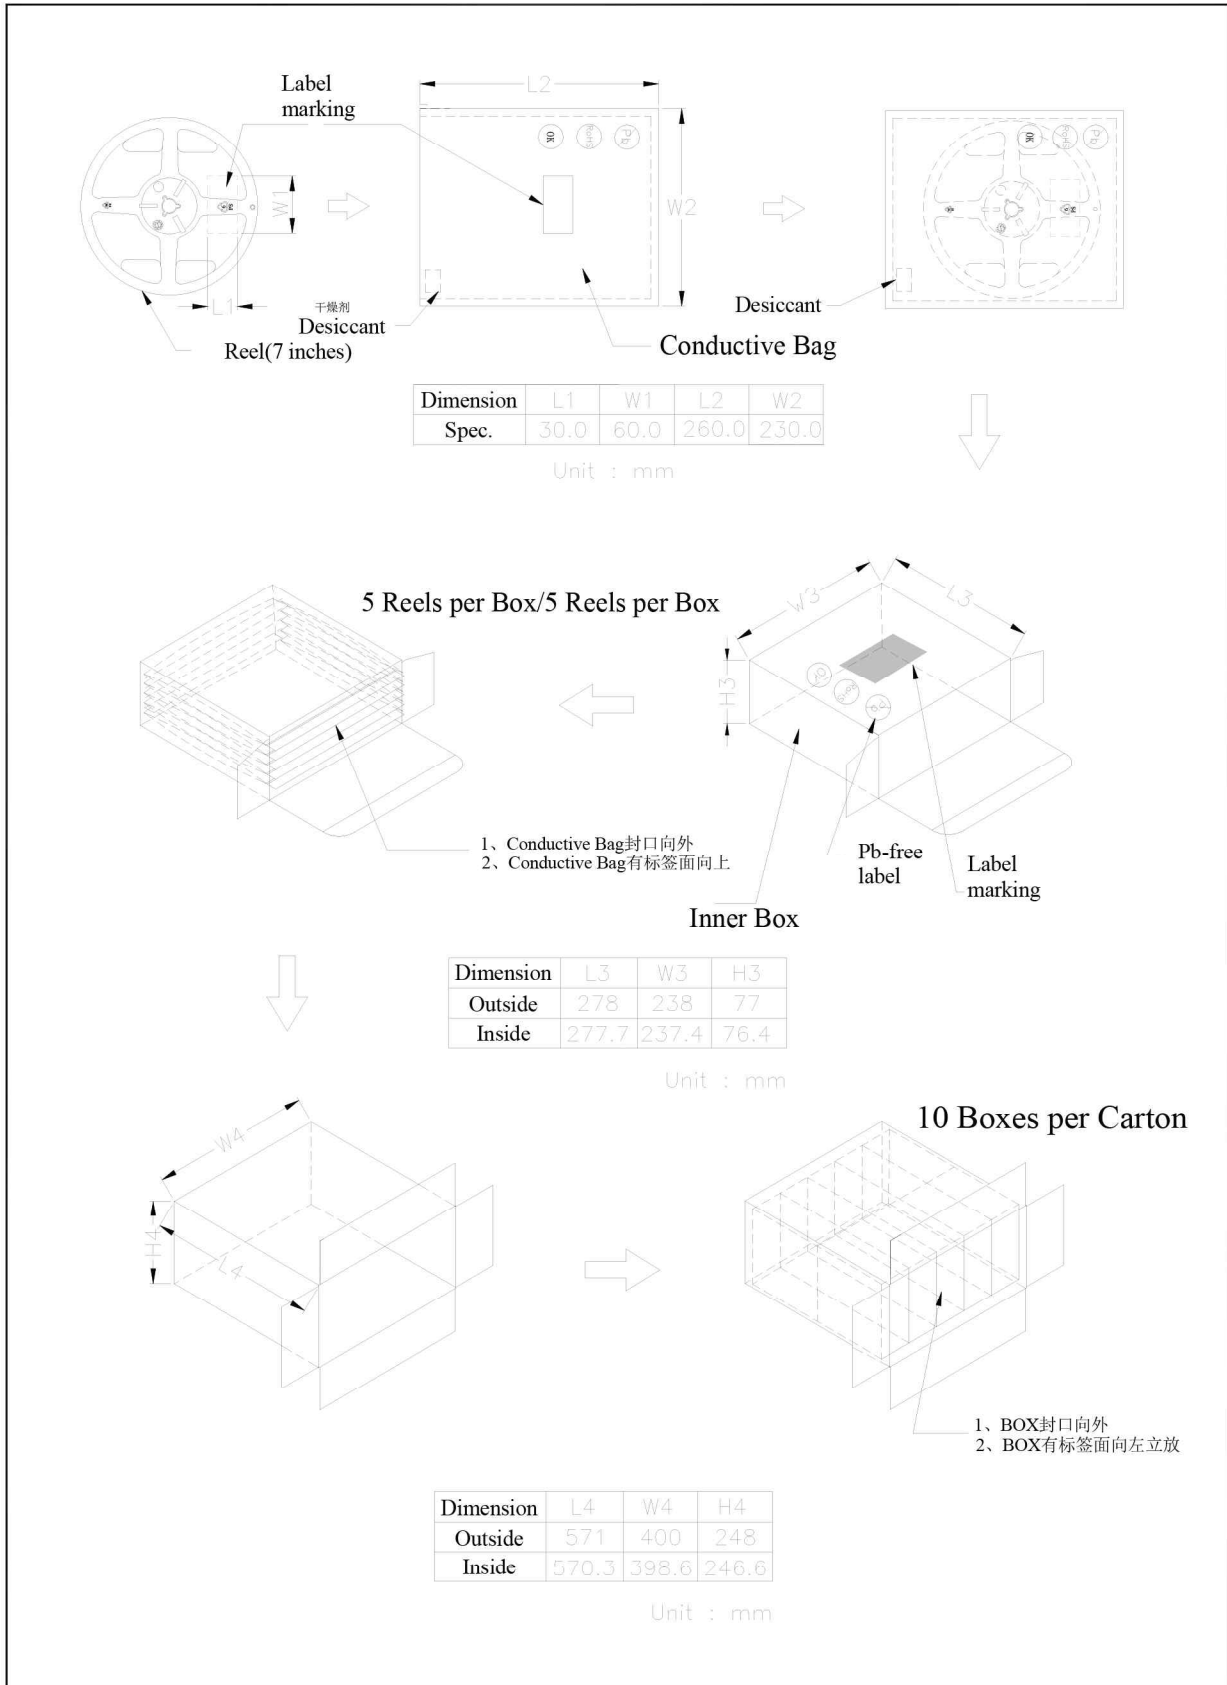 Label
marking
L2
OK
RoHS
Pb
OK
RoHS
Pb
W1
W2
L1
干燥剂
Desiccant
Desiccant
Reel(7 inches)
Conductive Bag
Dimension L1 W1 L2 W2
Spec. 30.0 60.0 260.0 230.0
Unit : mm
5 Reels per Box/5 Reels per Box
W3
L3
H3
1、Conductive Bag封口向外
2、Conductive Bag有标签面向上
Pb-free
label
Label
marking
Inner Box
Dimension L3 W3 H3
Outside 278 238 77
Inside 277.7 237.4 76.4
Unit : mm
10 Boxes per Carton
W4
H4
L4
1、BOX封口向外
2、BOX有标签面向左立放
Dimension L4 W4 H4
Outside 571 400 248
Inside 570.3 398.6 246.6
Unit : mm